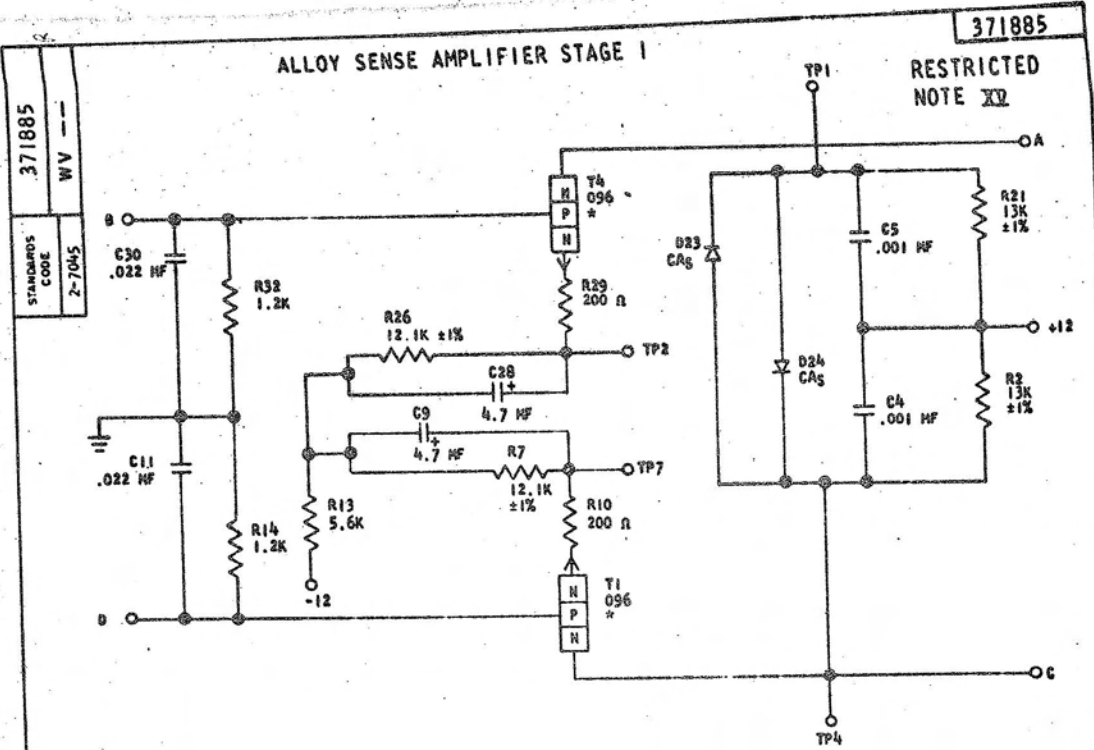 371885
ALLOY SENSE AMPLIFIER STAGE I
RESTRICTED
NOTE XV
371885
WV --
STANDARDS
CODE
2-7045
TP1
A
N
P
N
T4
096
*
B
C30
.022 MF
R32
1.2K
R29
200 Ω
R26
12.1K ±1%
TP2
C28
+
4.7 MF
C9
+
4.7 MF
R7
12.1K
±1%
TP7
C11
.022 MF
R14
1.2K
R13
5.6K
-12
R10
200 Ω
D
N
P
N
T1
096
*
D23
CAS
D24
CAS
C5
.001 MF
R21
13K
±1%
+12
C4
.001 MF
R2
13K
±1%
C
TP4